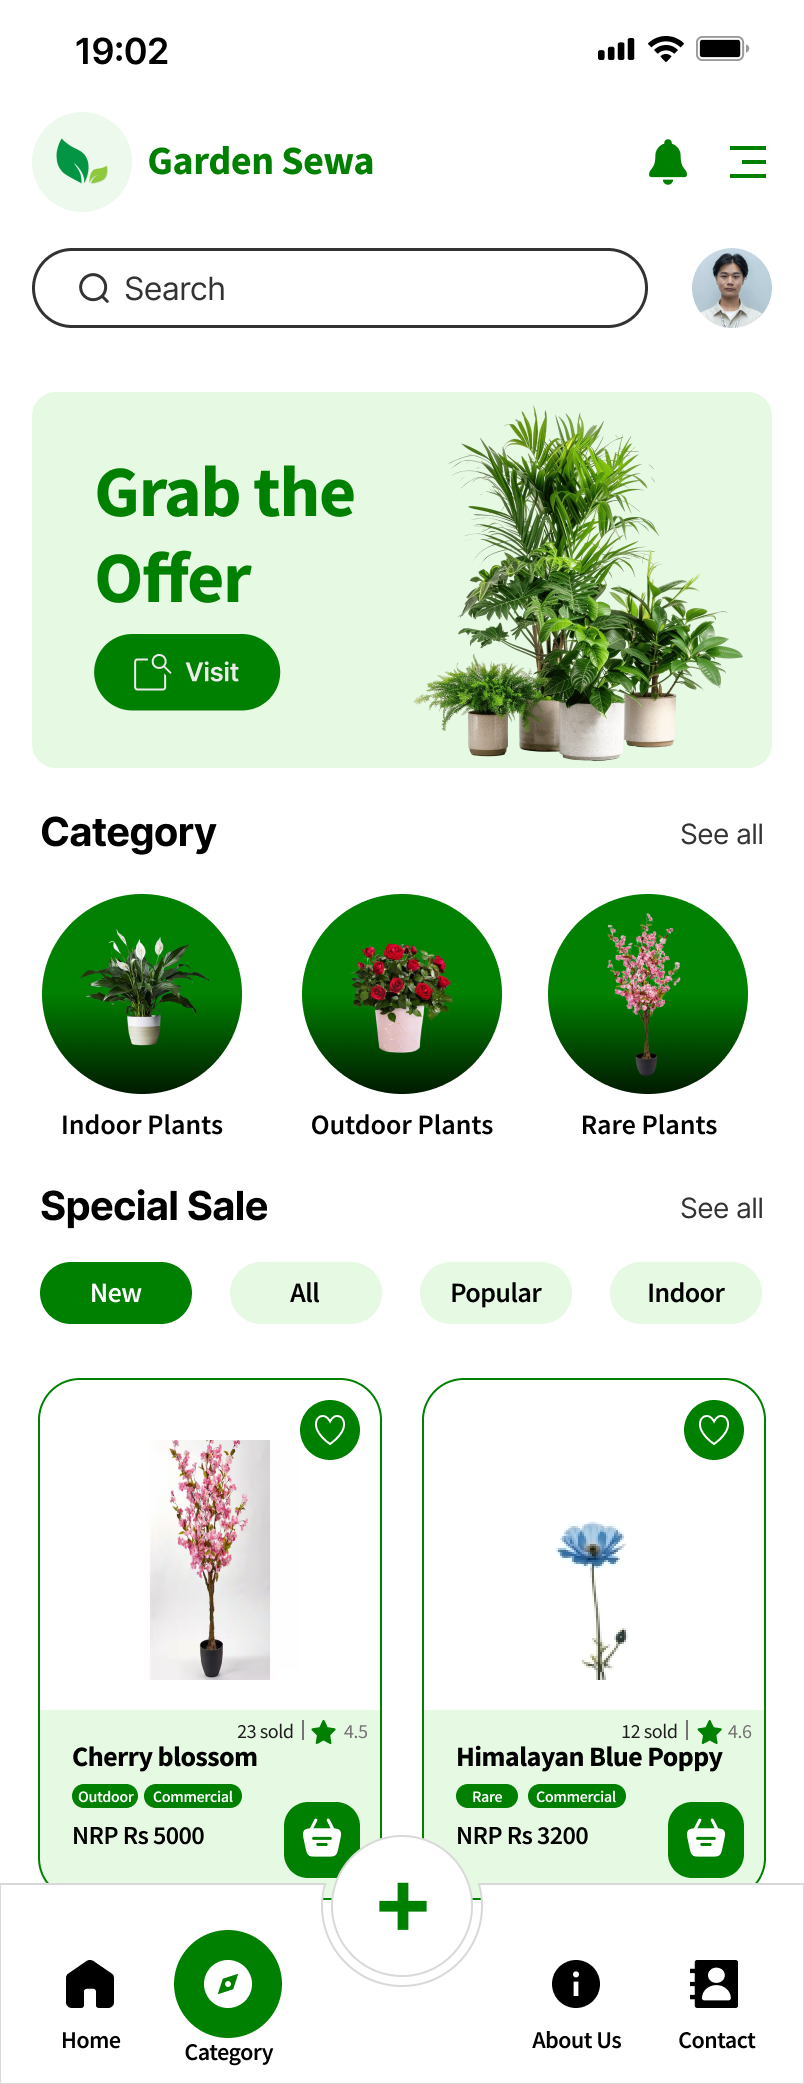 19:02
Garden Sewa
Search
Grab the
Offer
Visit
Category
See all
Indoor Plants
Outdoor Plants
Rare Plants
Special Sale
See all
New
All
Popular
Indoor
23 sold | 4.5
Cherry blossom
Outdoor
Commercial
NRP Rs 5000
12 sold | 4.6
Himalayan Blue Poppy
Rare
Commercial
NRP Rs 3200
Home
Category
About Us
Contact